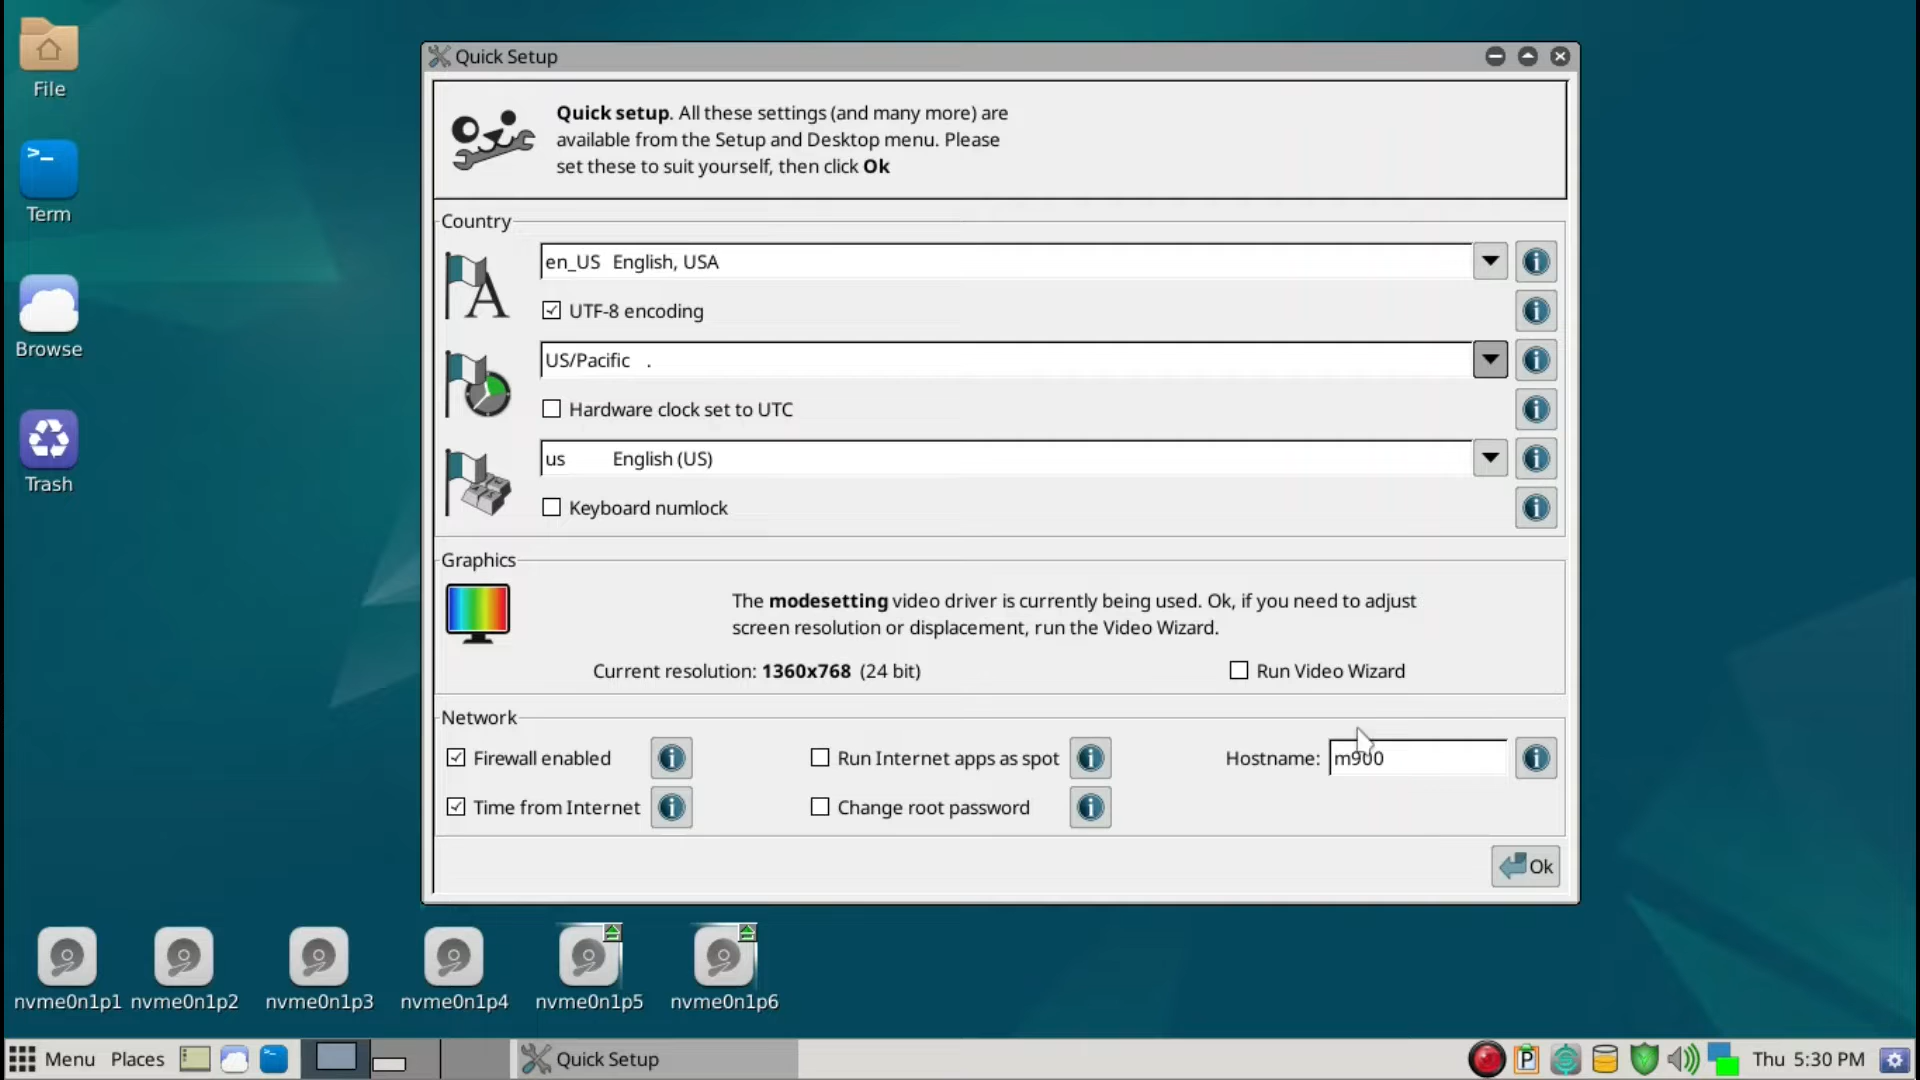 File
Term
Browse
Trash
Quick Setup
Quick setup. All these settings (and many more) are
available from the Setup and Desktop menu. Please
set these to suit yourself, then click Ok
Country
en_US English, USA
UTF-8 encoding
US/Pacific .
Hardware clock set to UTC
us English (US)
Keyboard numlock
Graphics
The modesetting video driver is currently being used. Ok, if you need to adjust
screen resolution or displacement, run the Video Wizard.
Current resolution: 1360x768 (24 bit)
Run Video Wizard
Network
Firewall enabled
Run Internet apps as spot
Hostname: m900
Time from Internet
Change root password
Ok
nvme0n1p1 nvme0n1p2 nvme0n1p3 nvme0n1p4 nvme0n1p5 nvme0n1p6
Menu Places Quick Setup P Thu 5:30 PM